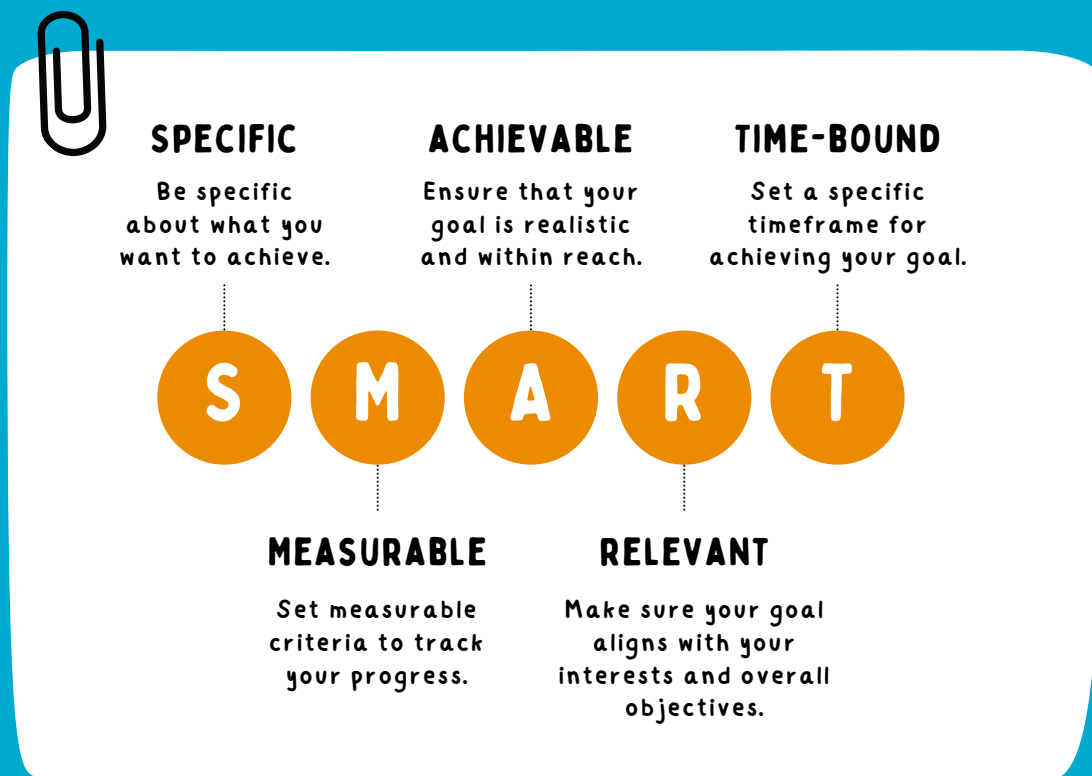 SPECIFIC
Be specific
about what you
want to achieve.
ACHIEVABLE
Ensure that your
goal is realistic
and within reach.
TIME-BOUND
Set a specific
timeframe for
achieving your goal.
S M A R T
MEASURABLE
Set measurable
criteria to track
your progress.
RELEVANT
Make sure your goal
aligns with your
interests and overall
objectives.